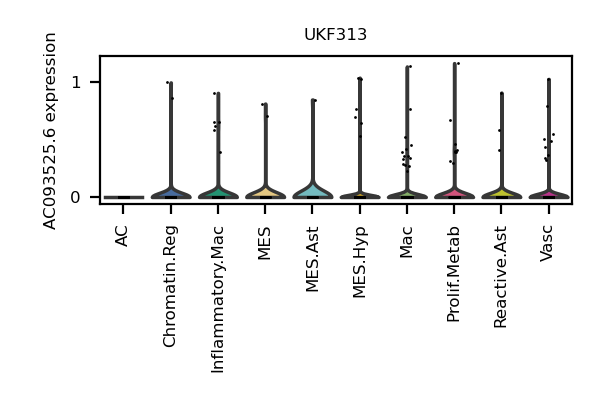 UKF313
AC093525.6 expression
1
0
AC
Chromatin.Reg
Inflammatory.Mac
MES
MES.Ast
MES.Hyp
Mac
Prolif.Metab
Reactive.Ast
Vasc